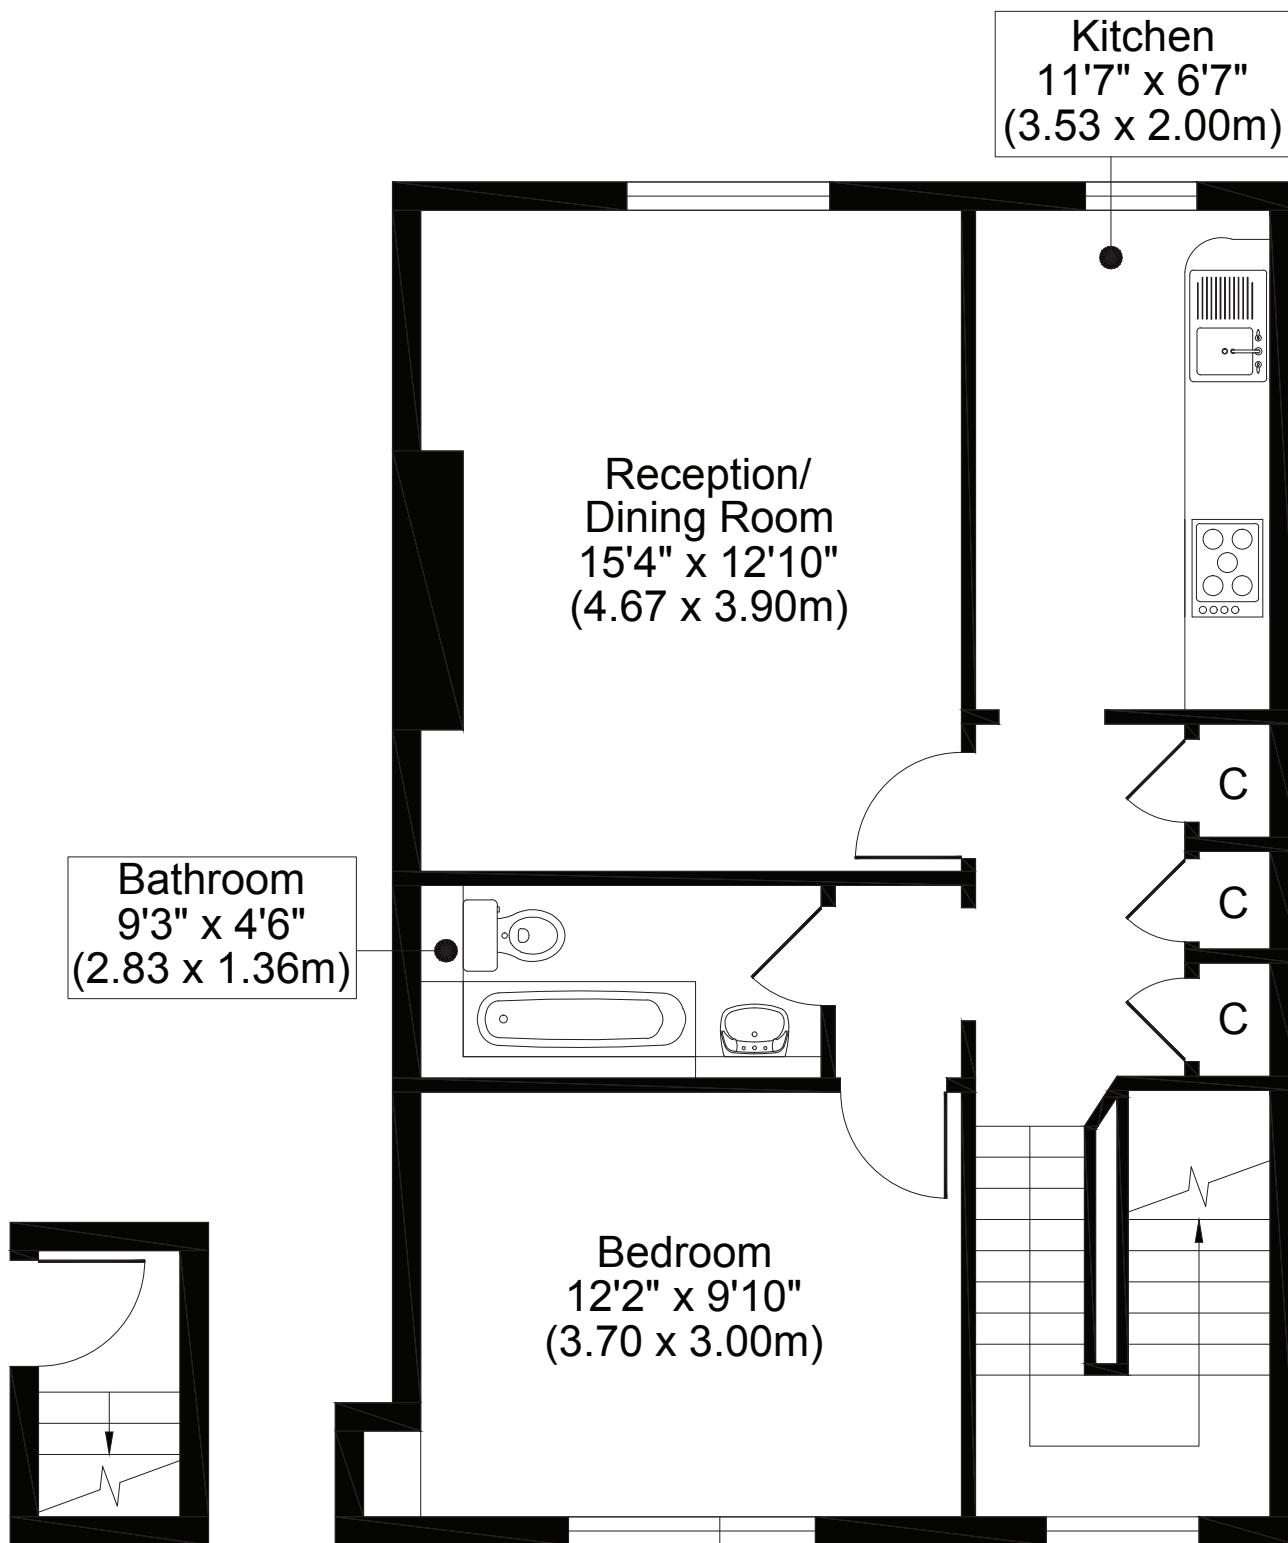 Kitchen
11'7" x 6'7"
(3.53 x 2.00m)
Reception/
Dining Room
15'4" x 12'10"
(4.67 x 3.90m)
C
Bathroom
9'3" x 4'6"
(2.83 x 1.36m)
C
C
Bedroom
12'2" x 9'10"
(3.70 x 3.00m)